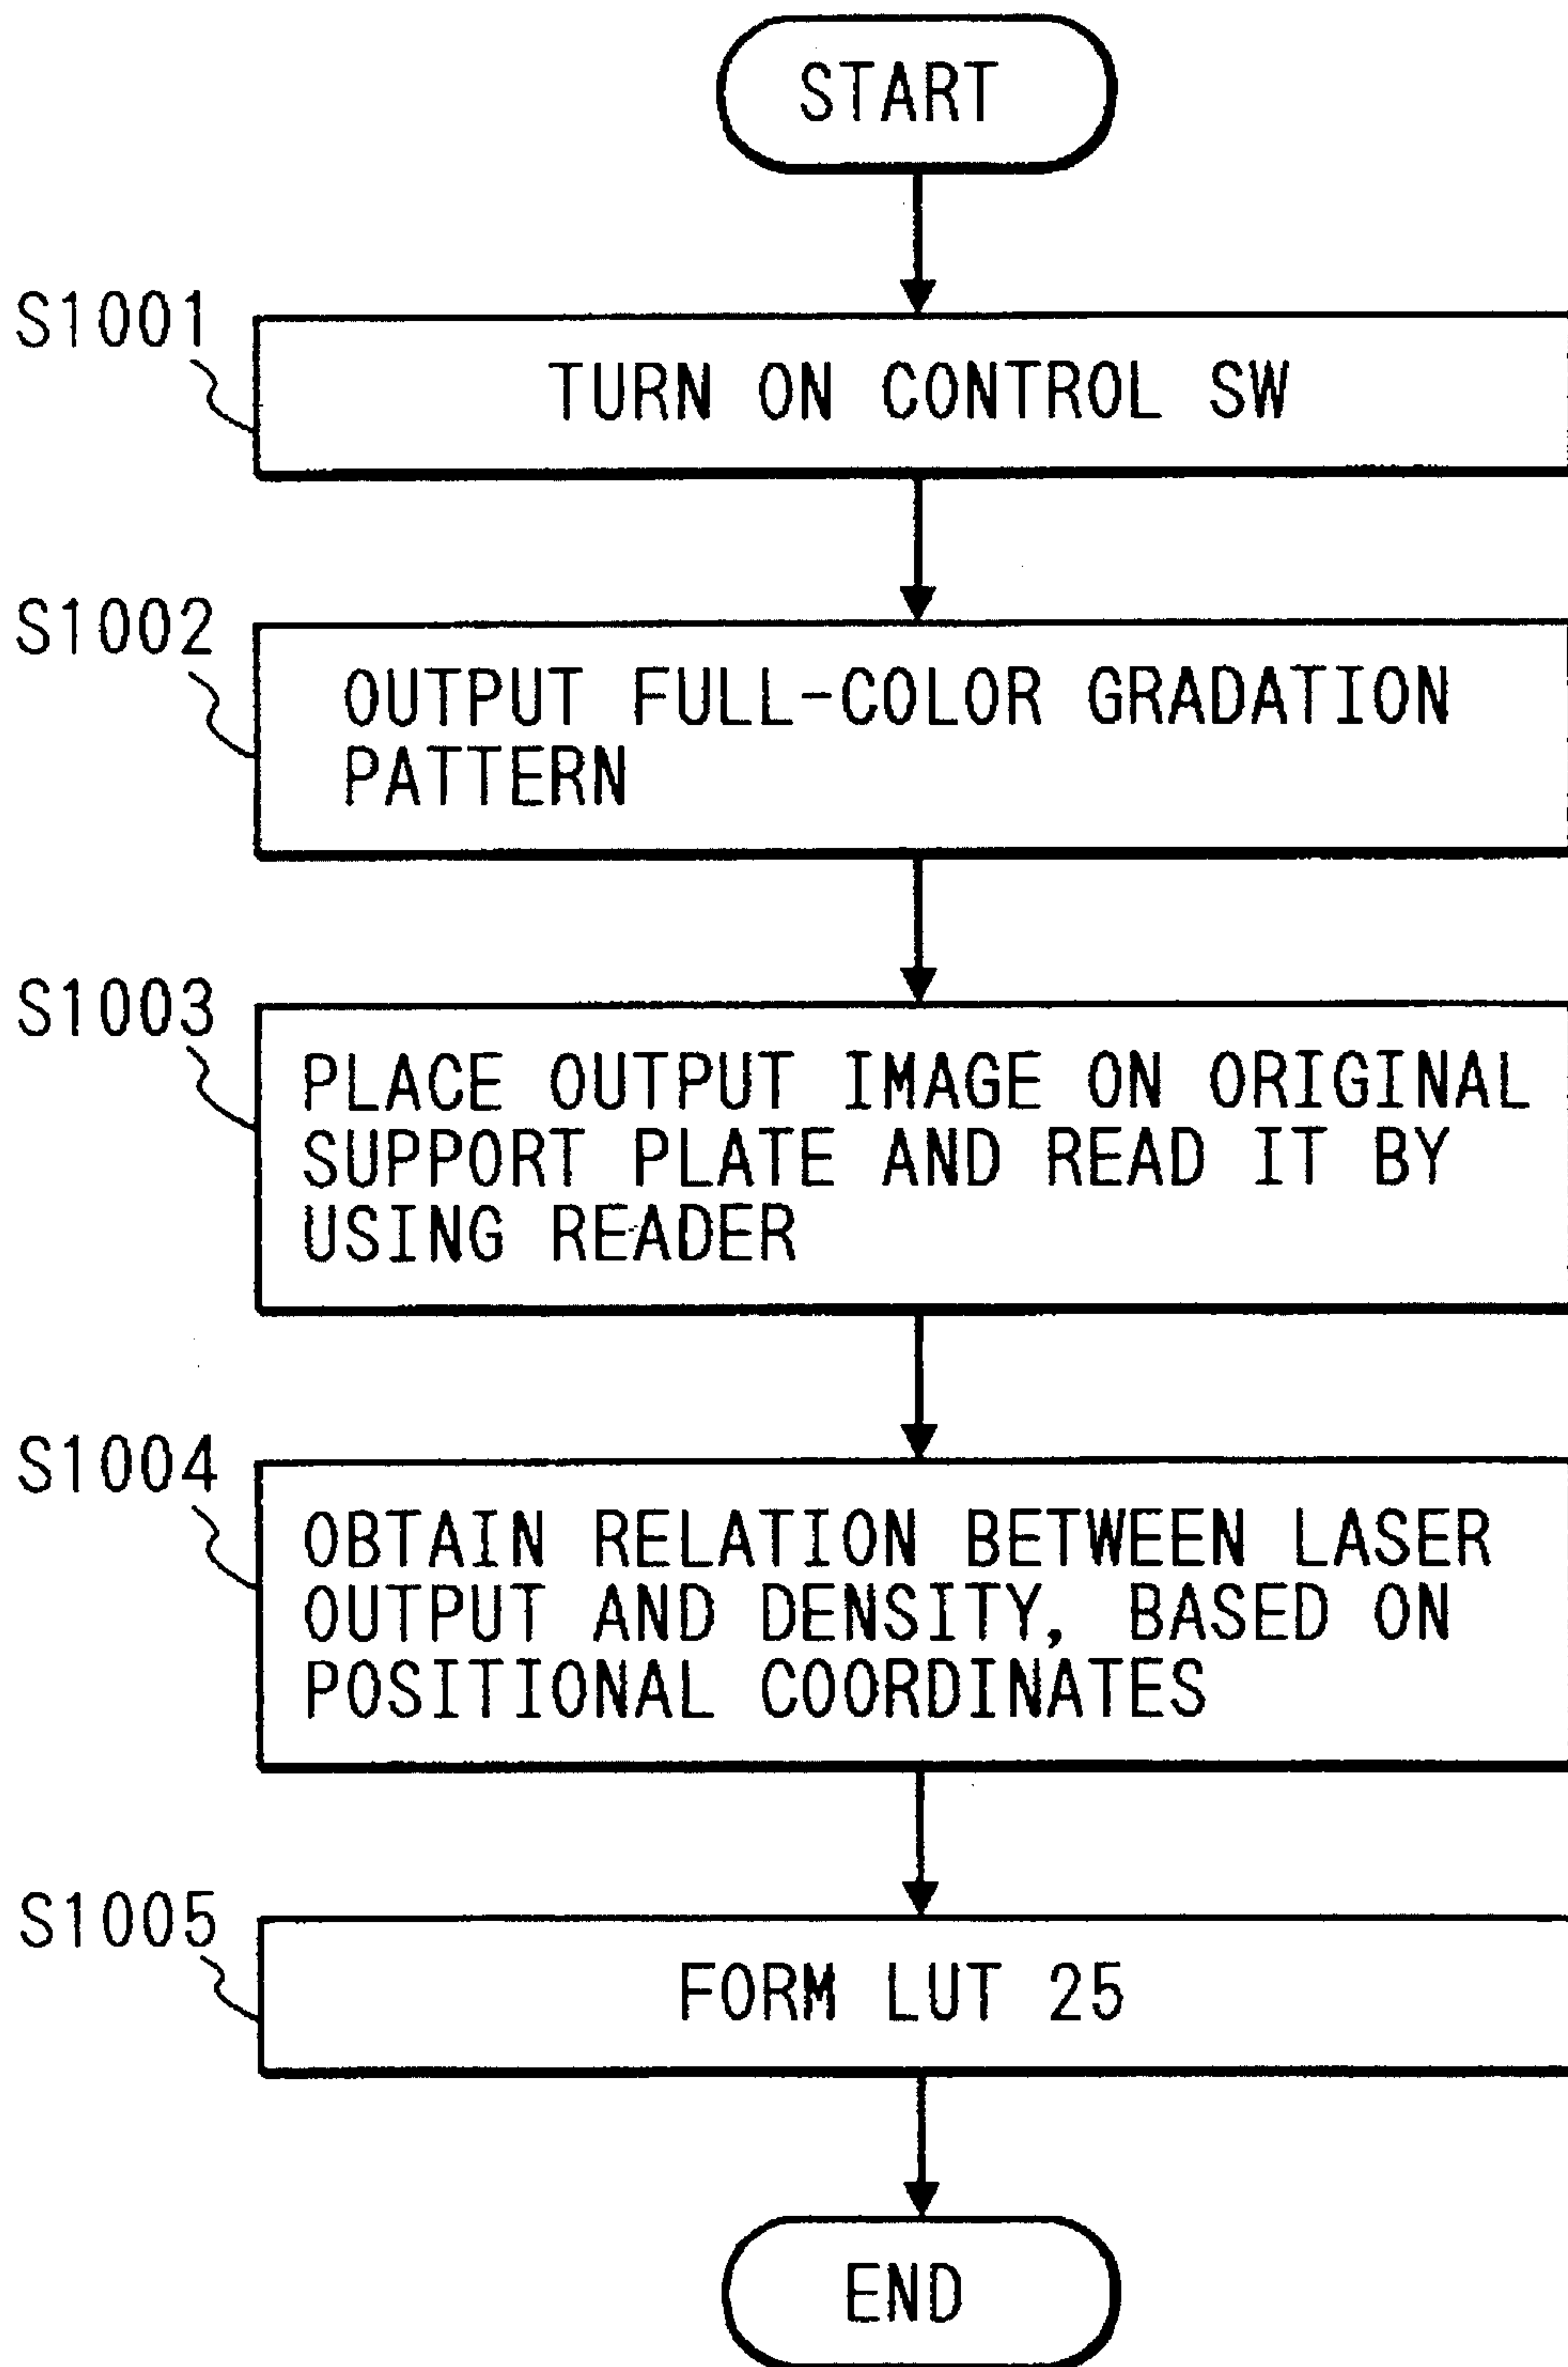 START
S1001
TURN ON CONTROL SW
S1002
OUTPUT FULL-COLOR GRADATION
PATTERN
S1003
PLACE OUTPUT IMAGE ON ORIGINAL
SUPPORT PLATE AND READ IT BY
USING READER
S1004
OBTAIN RELATION BETWEEN LASER
OUTPUT AND DENSITY, BASED ON
POSITIONAL COORDINATES
S1005
FORM LUT 25
END